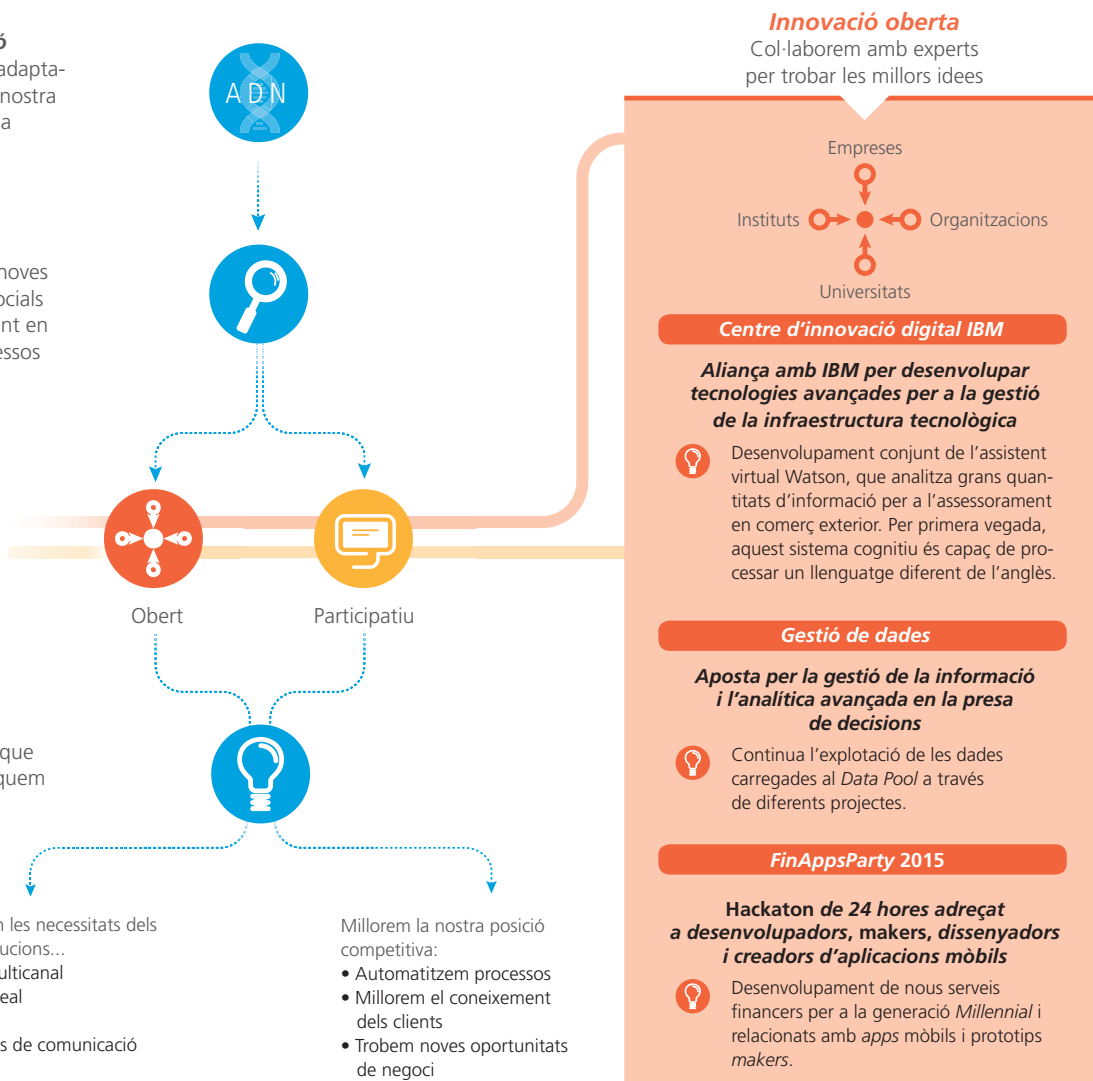 ó
adapta-
nostra
a
ADN
noves
ocials
nt en
essos
Obert
Participatiu
que
quem
n les necessitats dels
ucions...
ulticanal
eal
s de comunicació
Millorem la nostra posició
competitiva:
• Automatitzem processos
• Millorem el coneixement
dels clients
• Trobem noves oportunitats
de negoci
Innovació oberta
Col·laborem amb experts
per trobar les millors idees
Empreses
Instituts
Organitzacions
Universitats
Centre d'innovació digital IBM
Aliança amb IBM per desenvolupar
tecnologies avançades per a la gestió
de la infraestructura tecnològica
Desenvolupament conjunt de l'assistent
virtual Watson, que analitza grans quan-
titats d'informació per a l'assessorament
en comerç exterior. Per primera vegada,
aquest sistema cognitiu és capaç de pro-
cessar un llenguatge diferent de l'anglès.
Gestió de dades
Aposta per la gestió de la informació
i l'analítica avançada en la presa
de decisions
Continua l'explotació de les dades
carregades al Data Pool a través
de diferents projectes.
FinAppsParty 2015
Hackaton de 24 hores adreçat
a desenvolupadors, makers, dissenyadors
i creadors d'aplicacions mòbils
Desenvolupament de nous serveis
financers per a la generació Millennial i
relacionats amb apps mòbils i prototips
makers.